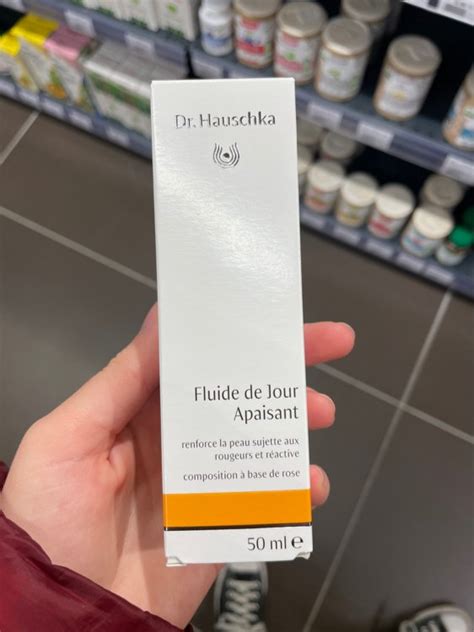 Dr. Hauschka
Fluide de Jour
Apaisant
renforce la peau sujette aux
rougeurs et réactive
composition à base de rose
50 ml e